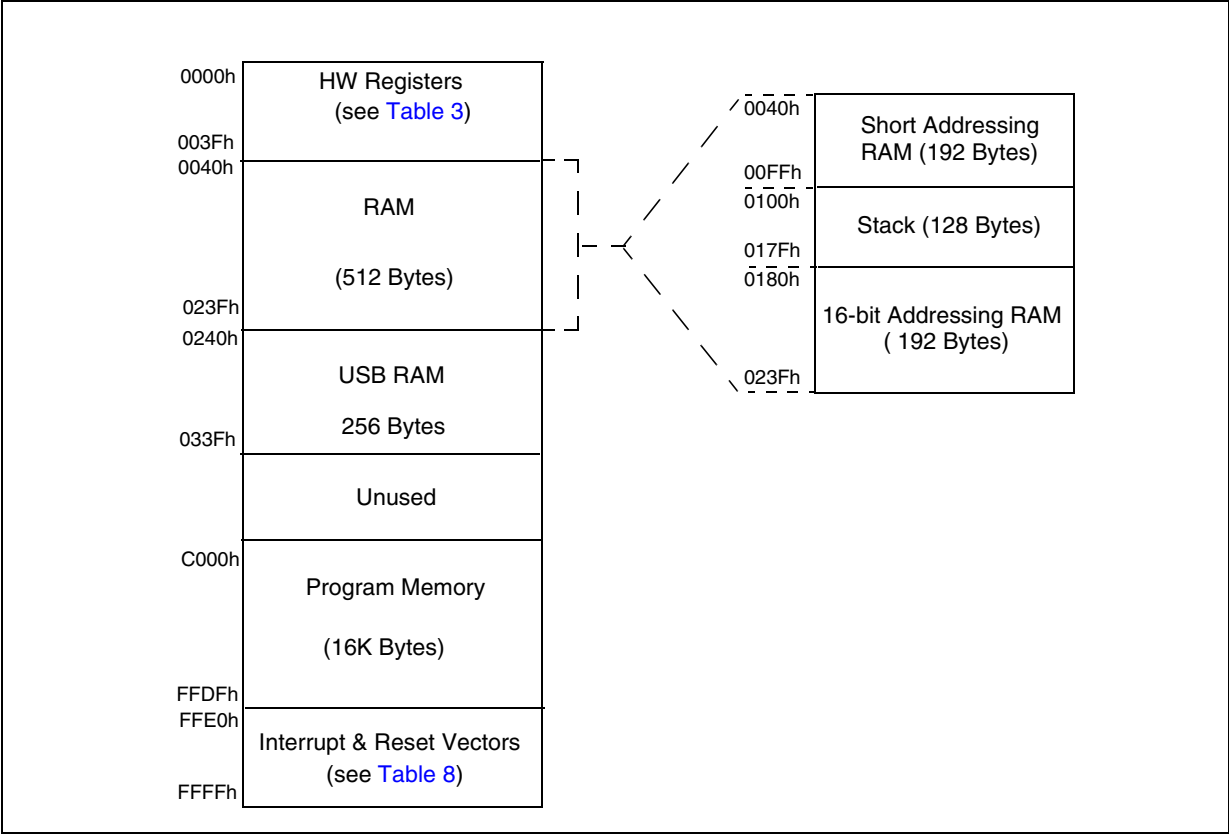 0000h
HW Registers
(see Table 3)
003Fh
0040h
RAM
(512 Bytes)
023Fh
0240h
USB RAM
256 Bytes
033Fh
Unused
C000h
Program Memory
(16K Bytes)
FFDFh
FFE0h
Interrupt & Reset Vectors
(see Table 8)
FFFFh
0040h
Short Addressing
RAM (192 Bytes)
00FFh
0100h
Stack (128 Bytes)
017Fh
0180h
16-bit Addressing RAM
( 192 Bytes)
023Fh